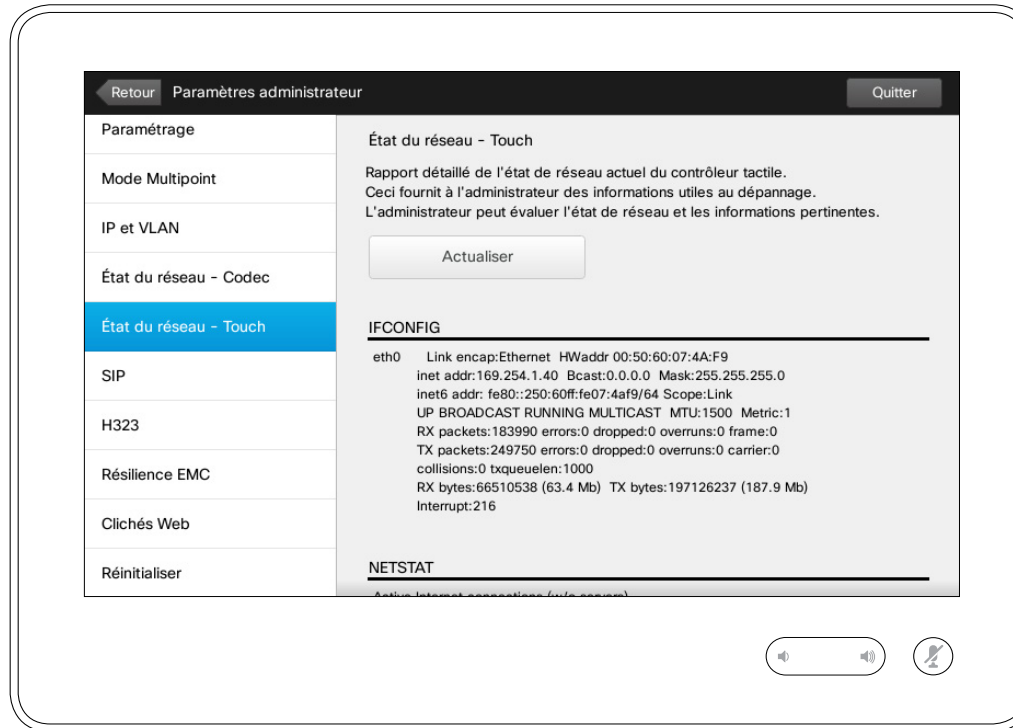 Retour Paramètres administrateur Quitter
Paramétrage
Mode Multipoint
IP et VLAN
État du réseau - Codec
État du réseau - Touch
SIP
H323
Résilience EMC
Clichés Web
Réinitialiser
État du réseau - Touch
Rapport détaillé de l'état de réseau actuel du contrôleur tactile.
Ceci fournit à l'administrateur des informations utiles au dépannage.
L'administrateur peut évaluer l'état de réseau et les informations pertinentes.
Actualiser
IFCONFIG
eth0 Link encap:Ethernet HWaddr 00:50:60:07:4A:F9
inet addr:169.254.1.40 Bcast:0.0.0.0 Mask:255.255.255.0
inet6 addr: fe80::250:60ff:fe07:4af9/64 Scope:Link
UP BROADCAST RUNNING MULTICAST MTU:1500 Metric:1
RX packets:183990 errors:0 dropped:0 overruns:0 frame:0
TX packets:249750 errors:0 dropped:0 overruns:0 carrier:0
collisions:0 txqueuelen:1000
RX bytes:66510538 (63.4 Mb) TX bytes:197126237 (187.9 Mb)
Interrupt:216
NETSTAT
Active Internet connections (w/o servers)